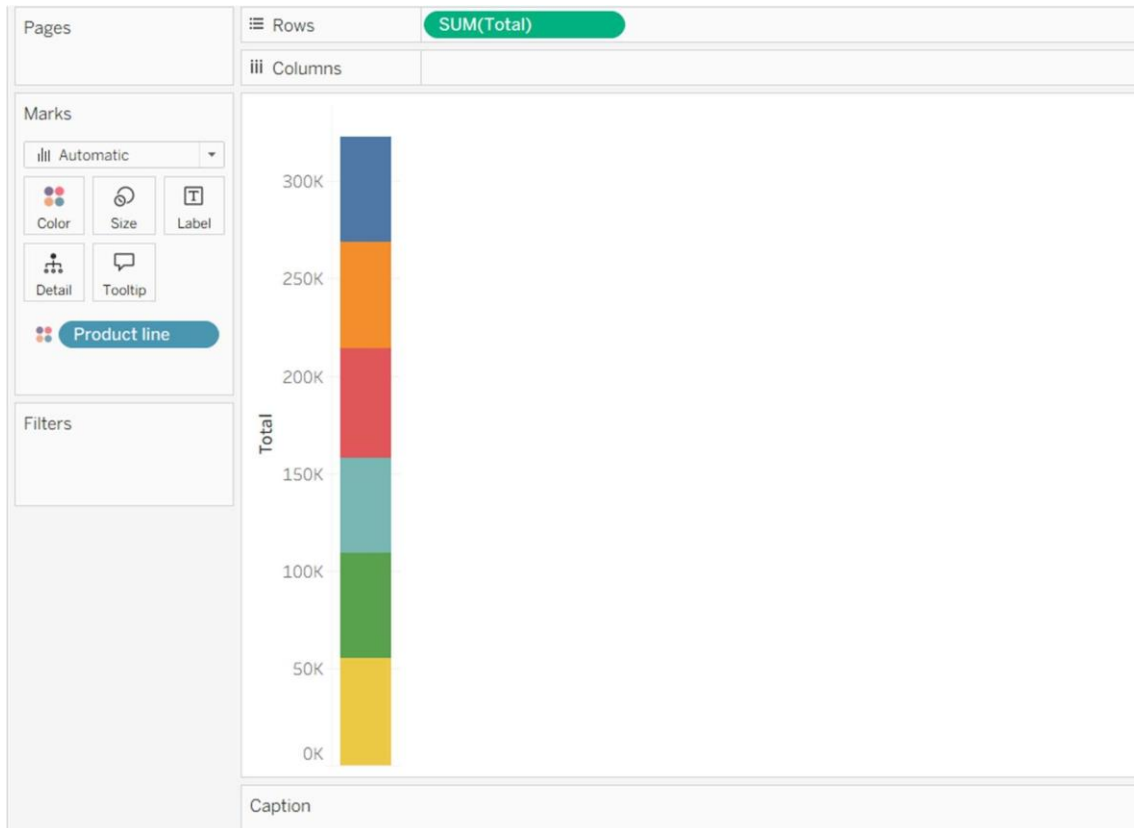 Pages
Rows
SUM(Total)
Columns
Marks
Automatic
Color
Size
Label
Detail
Tooltip
Product line
Filters
300K
250K
200K
150K
100K
50K
0K
Total
Caption